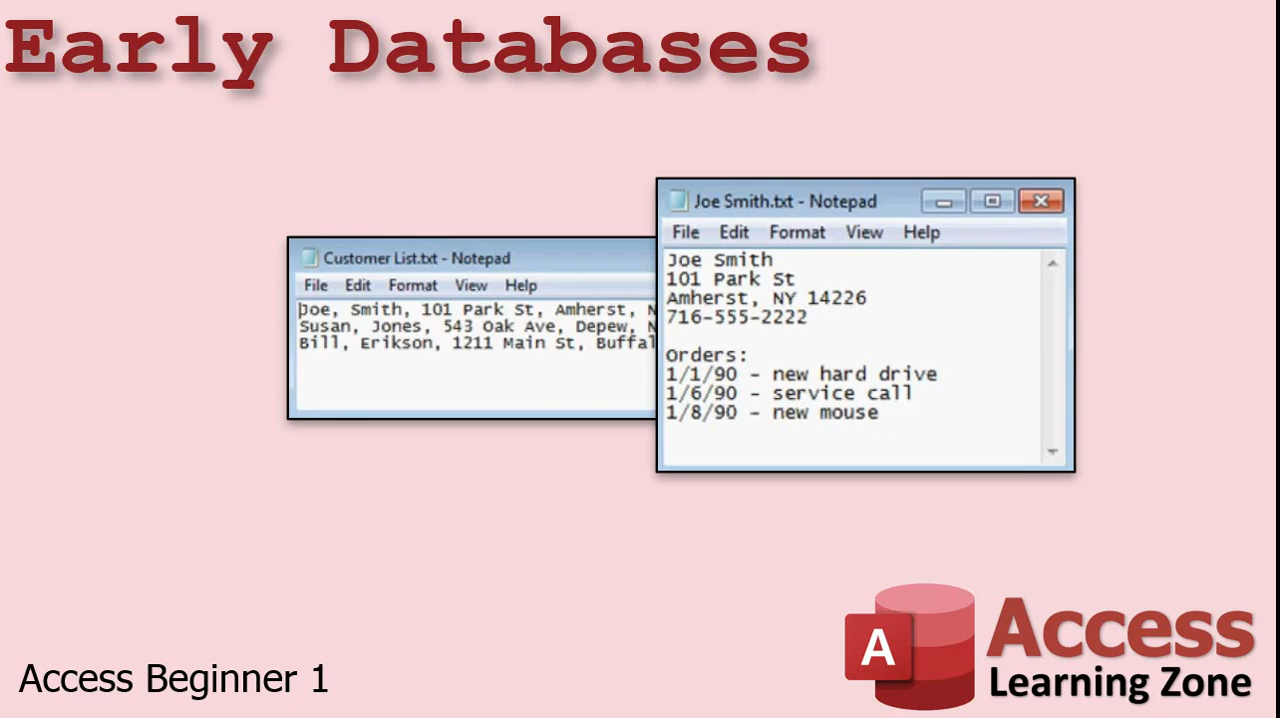 Early Databases
Customer List.txt - Notepad
File Edit Format View Help
Joe, Smith, 101 Park St, Amherst, N
Susan, Jones, 543 Oak Ave, Depew, N
Bill, Erikson, 1211 Main St, Buffal
Joe Smith.txt - Notepad
File Edit Format View Help
Joe Smith
101 Park St
Amherst, NY 14226
716-555-2222
Orders:
1/1/90 - new hard drive
1/6/90 - service call
1/8/90 - new mouse
Access Beginner 1
A
Access
Learning Zone